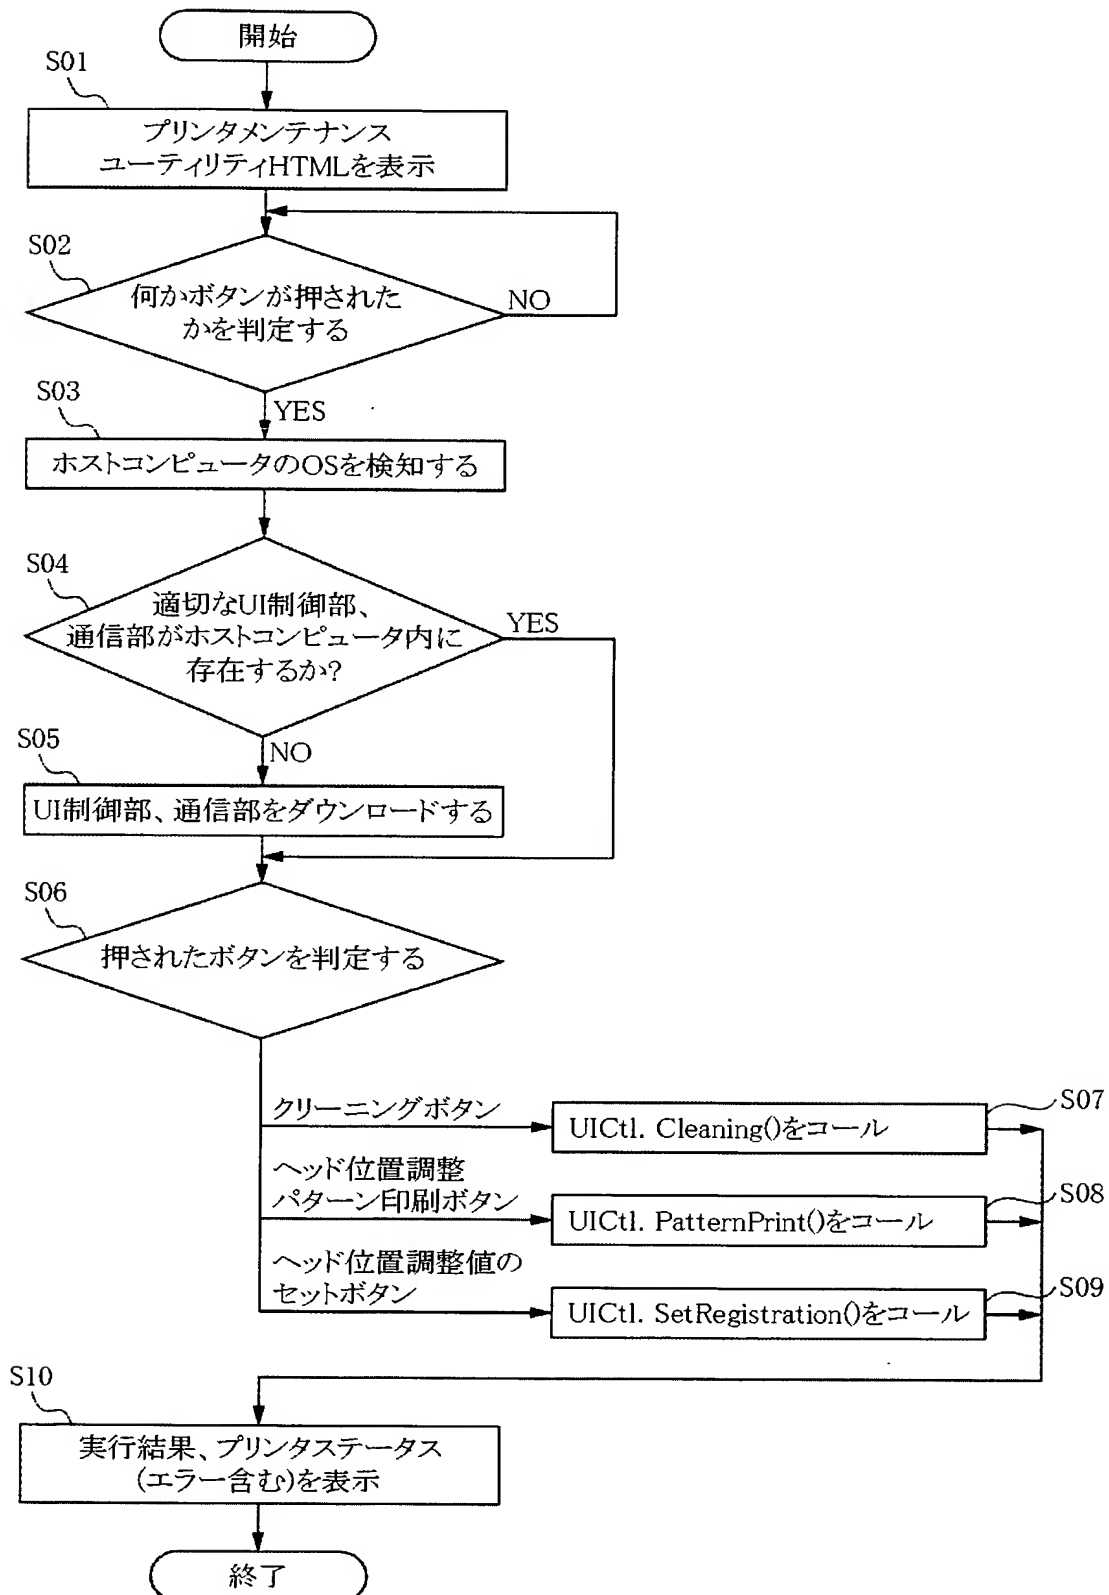 開始
S01
プリンタメンテナンス
ユーティリティHTMLを表示
S02
何かボタンが押された
かを判定する
NO
S03
YES
ホストコンピュータのOSを検知する
S04
適切なUI制御部、
通信部がホストコンピュータ内に
存在するか?
YES
S05
NO
UI制御部、通信部をダウンロードする
S06
押されたボタンを判定する
クリーニングボタン
UICtl. Cleaning()をコール
S07
ヘッド位置調整
パターン印刷ボタン
UICtl. PatternPrint()をコール
S08
ヘッド位置調整値の
セットボタン
UICtl. SetRegistration()をコール
S09
S10
実行結果、プリンタステータス
(エラー含む)を表示
終了